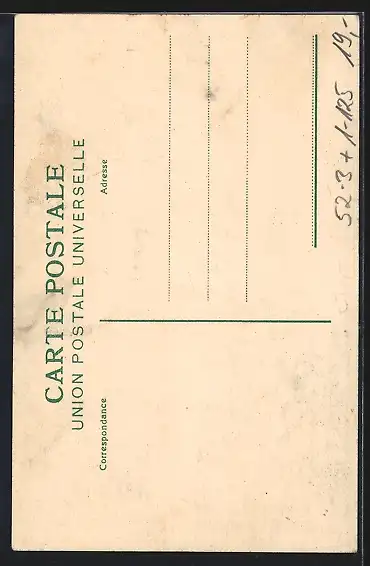 CARTE POSTALE
UNION POSTALE UNIVERSELLE
Correspondance
Adresse
52-3+1-125 19,-